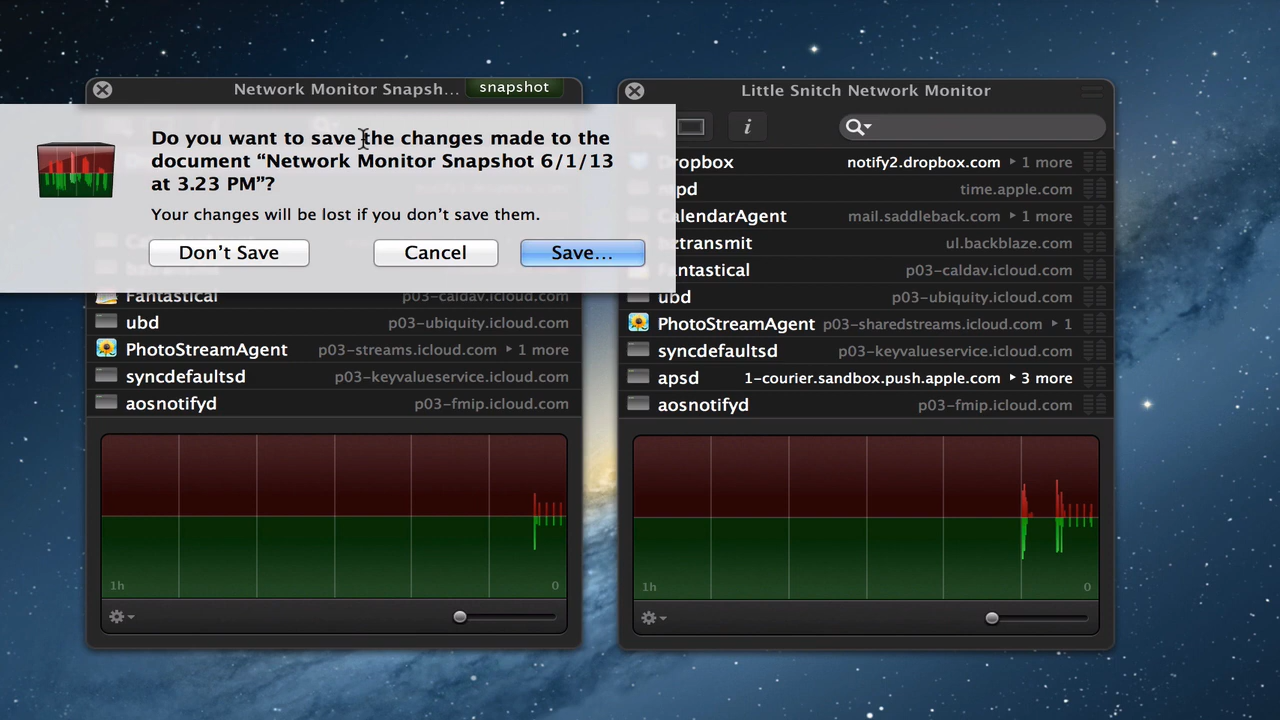 Network Monitor Snapsh...
snapshot
Do you want to save the changes made to the
document “Network Monitor Snapshot 6/1/13
at 3.23 PM”?
Your changes will be lost if you don’t save them.
Don’t Save
Cancel
Save...
Fantastical p03-caldav.icloud.com
ubd p03-ubiquity.icloud.com
PhotoStreamAgent p03-streams.icloud.com ▸ 1 more
syncdefaultsd p03-keyvalueservice.icloud.com
aosnotifyd p03-fmip.icloud.com
1h 0
Little Snitch Network Monitor
i
Dropbox notify2.dropbox.com ▸ 1 more
time.apple.com
CalendarAgent mail.saddleback.com ▸ 1 more
bztransmit ul.backblaze.com
Fantastical p03-caldav.icloud.com
ubd p03-ubiquity.icloud.com
PhotoStreamAgent p03-sharedstreams.icloud.com ▸ 1
syncdefaultsd p03-keyvalueservice.icloud.com
apsd 1-courier.sandbox.push.apple.com ▸ 3 more
aosnotifyd p03-fmip.icloud.com
1h 0